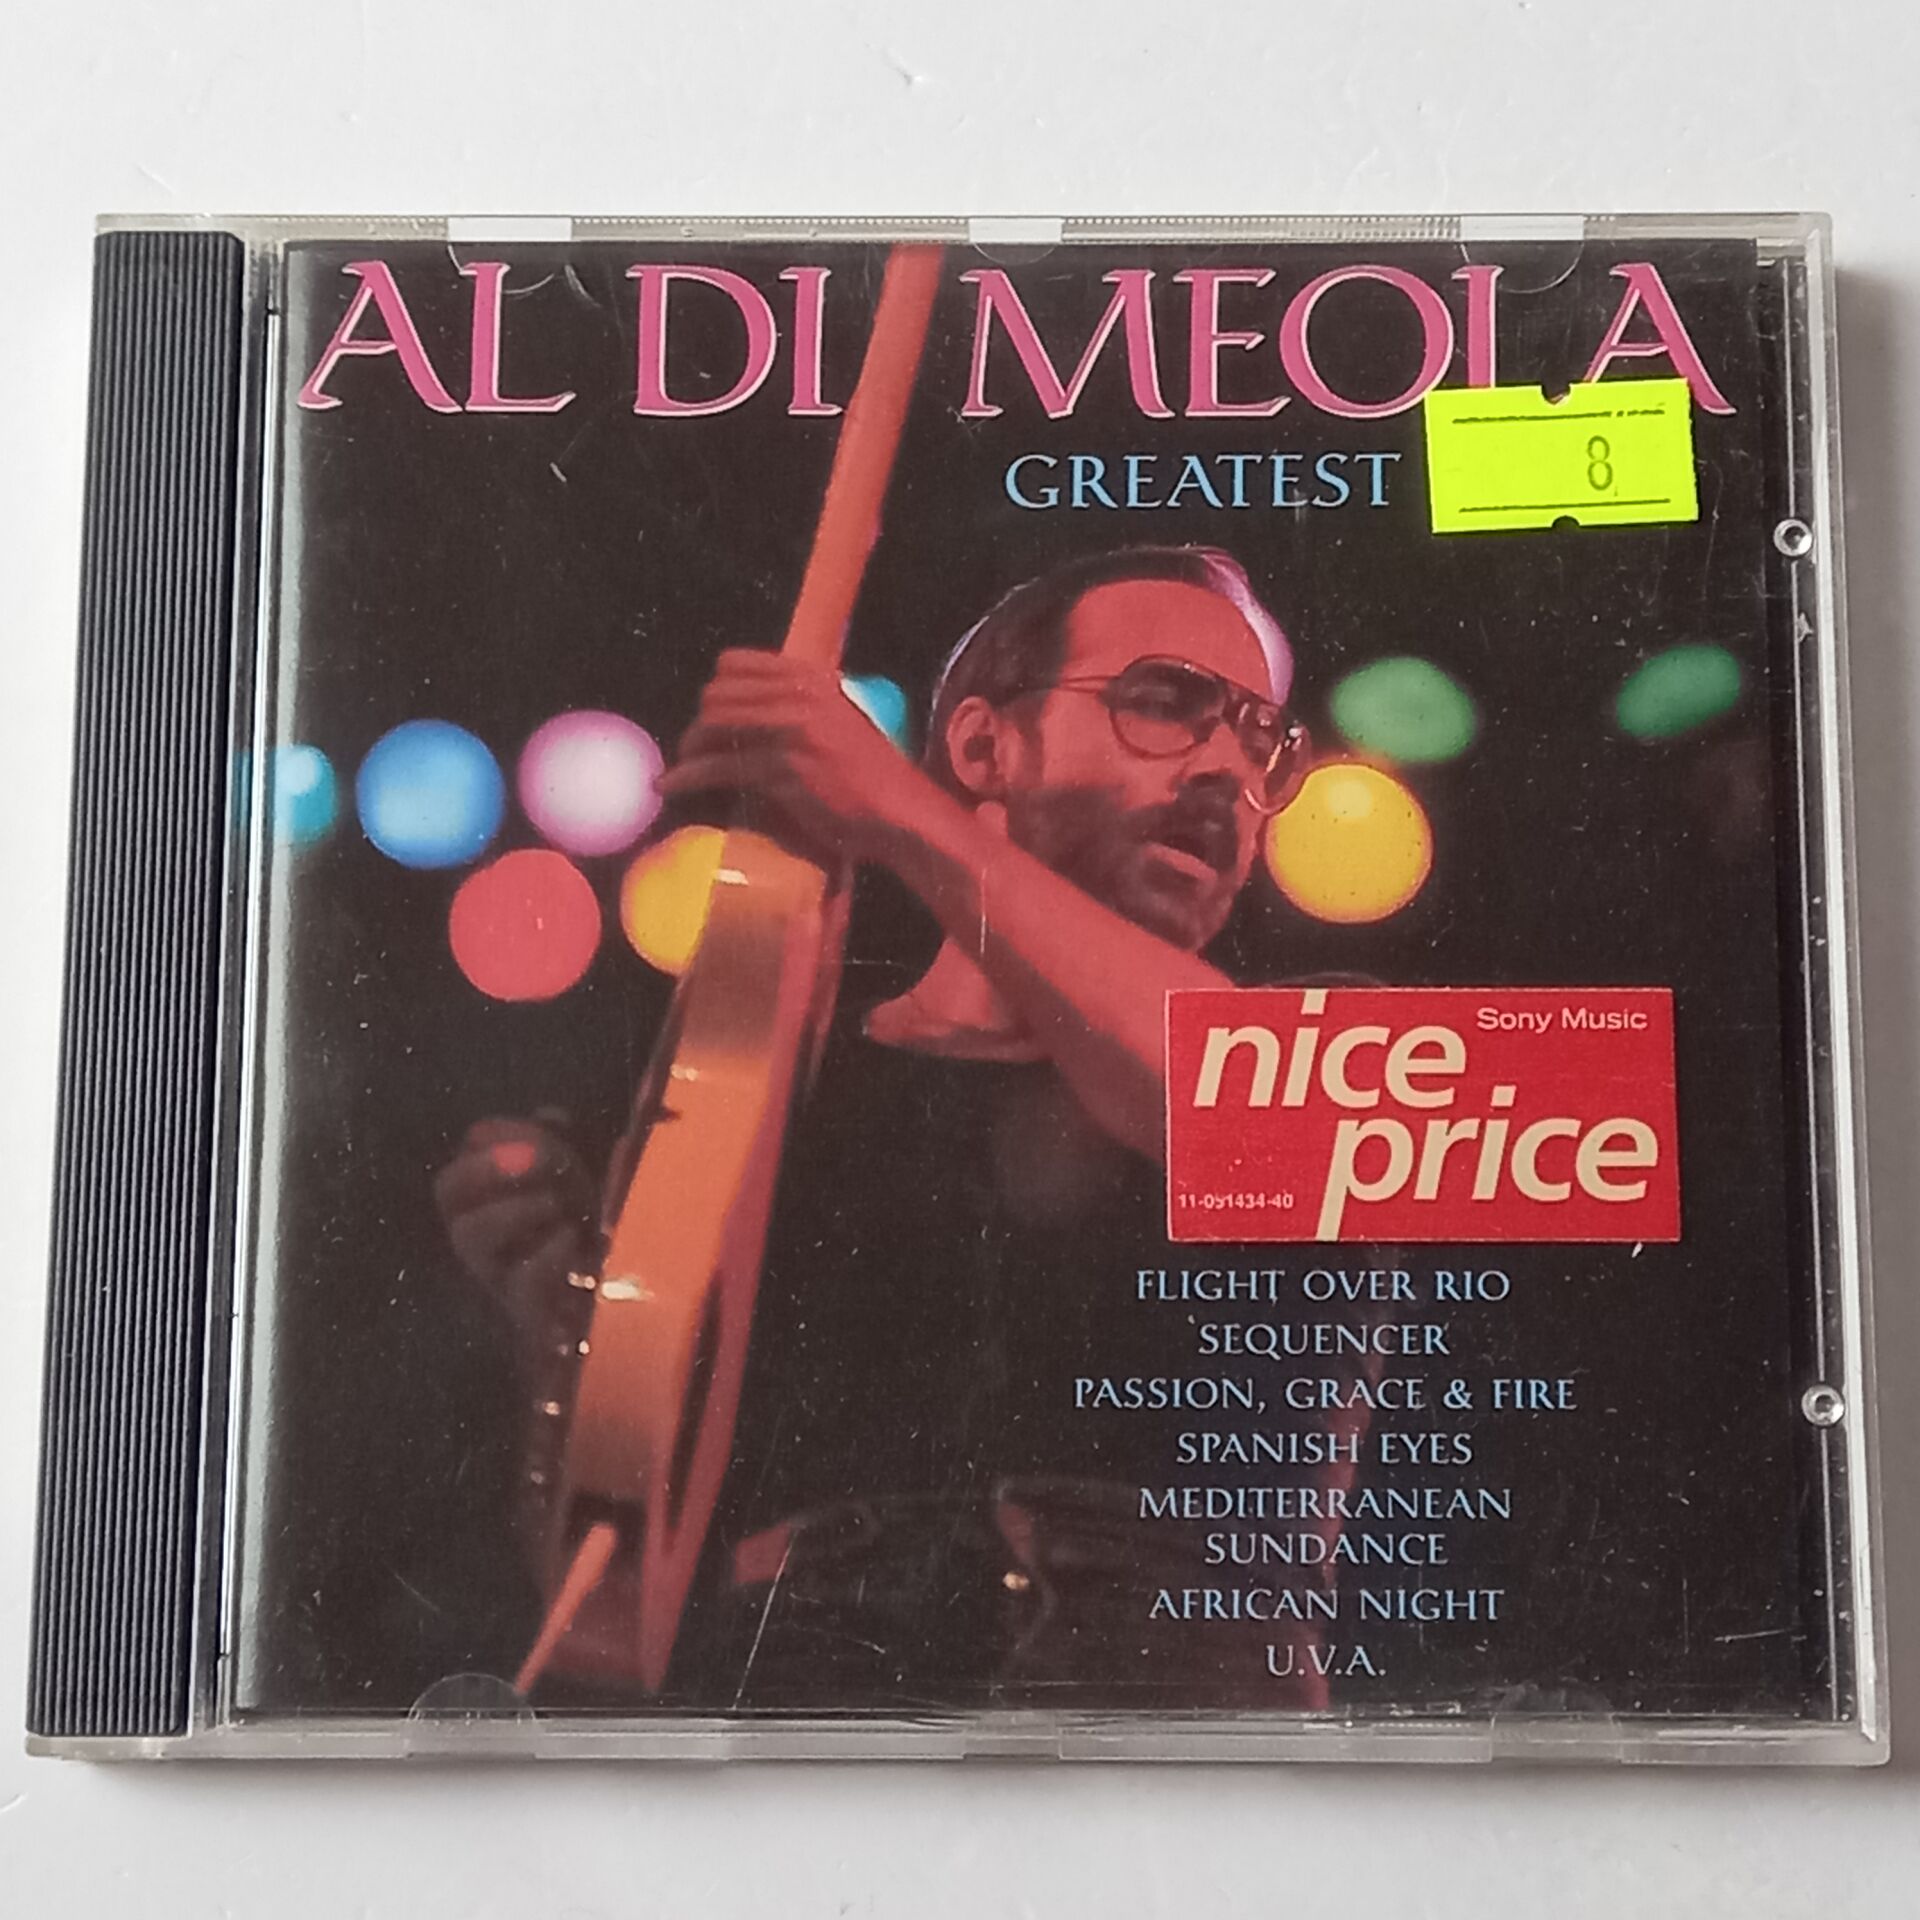 AL DI MEOLA
GREATEST
8
Sony Music
nice
price
11-091434-40
FLIGHT OVER RIO
SEQUENCER
PASSION, GRACE & FIRE
SPANISH EYES
MEDITERRANEAN
SUNDANCE
AFRICAN NIGHT
U.V.A.